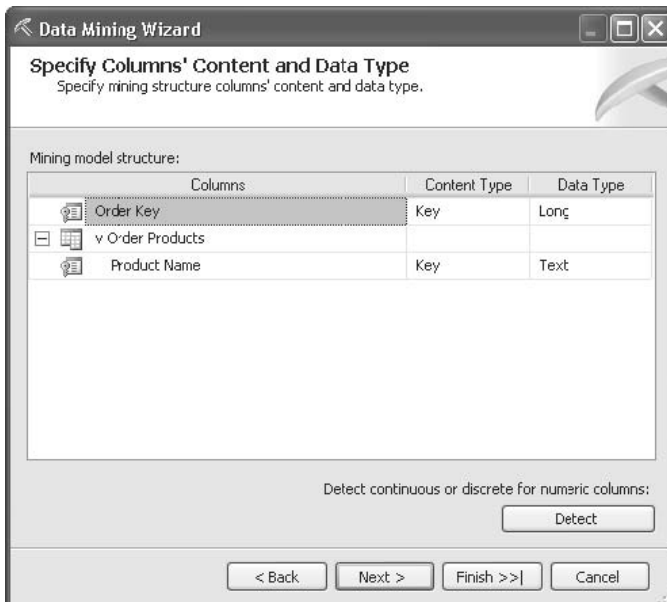 Data Mining Wizard
Specify Columns' Content and Data Type
Specify mining structure columns' content and data type.
Mining model structure:
Columns Content Type Data Type
Order Key Key Long
v Order Products
Product Name Key Text
Detect continuous or discrete for numeric columns:
Detect
< Back Next > Finish >>| Cancel